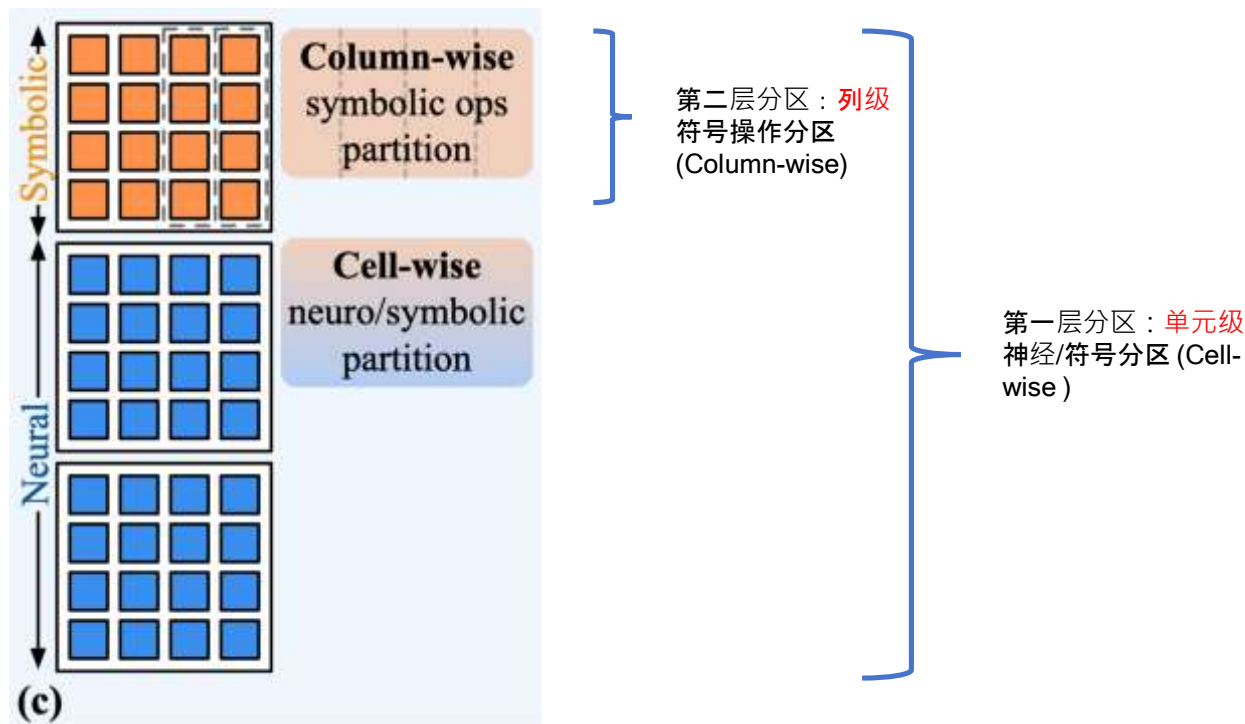 Symbolic
Column-wise
symbolic ops
partition
Neural
Cell-wise
neuro/symbolic
partition
(c)
第二层分区：列级
符号操作分区
(Column-wise)
第一层分区：单元级
神经/符号分区 (Cell-
wise )